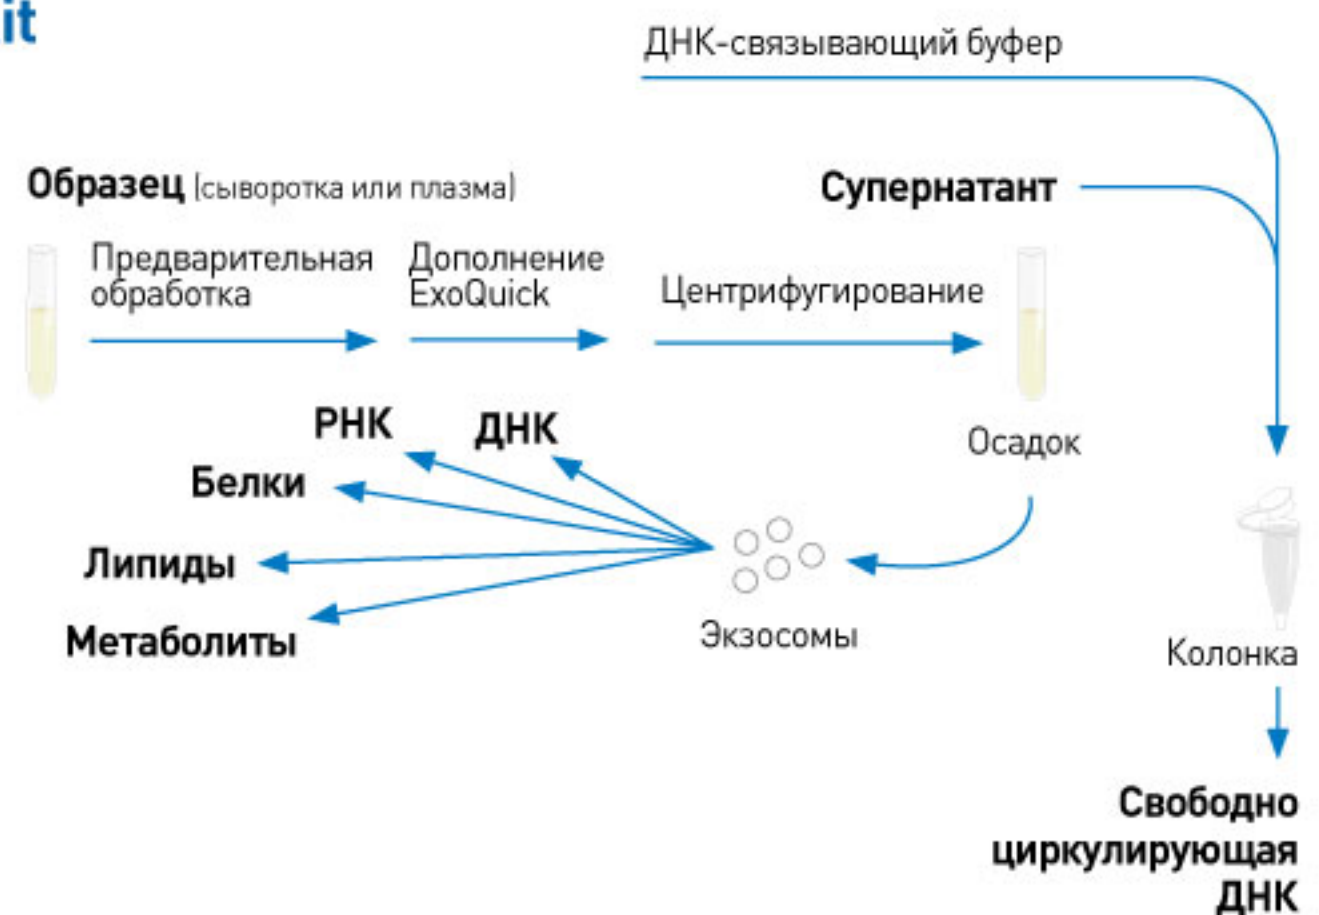 it
ДНК-связывающий буфер
Образец (сыворотка или плазма)
Супернатант
Предварительная
обработка
Дополнение
ExoQuick
Центрифугирование
РНК
ДНК
Осадок
Белки
Липиды
Метаболиты
Экзосомы
Колонка
Свободно
циркулирующая
ДНК